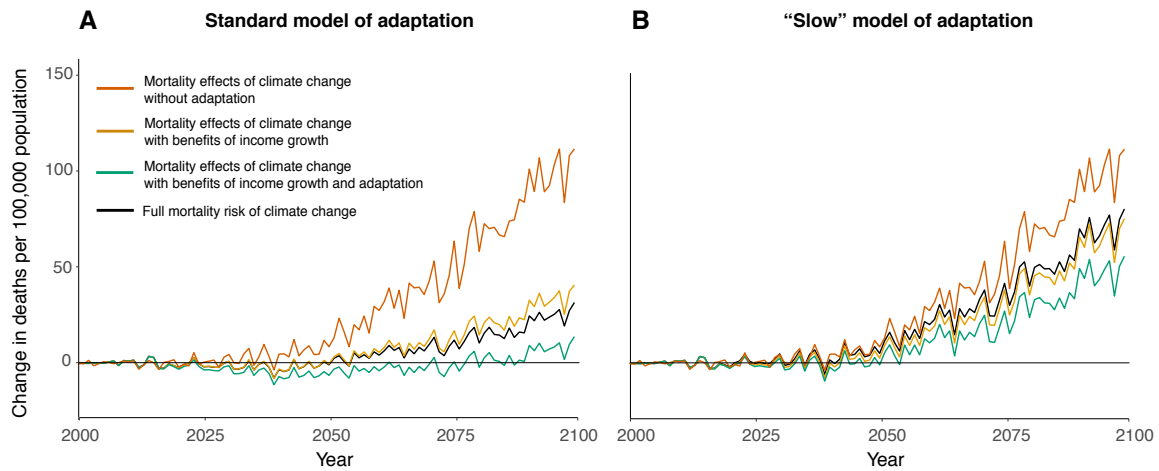 A
Standard model of adaptation
B
“Slow” model of adaptation
Change in deaths per 100,000 population
150
100
50
0
Mortality effects of climate change
without adaptation
Mortality effects of climate change
with benefits of income growth
Mortality effects of climate change
with benefits of income growth and adaptation
Full mortality risk of climate change
2000
2025
2050
2075
2100
Year
2000
2025
2050
2075
2100
Year